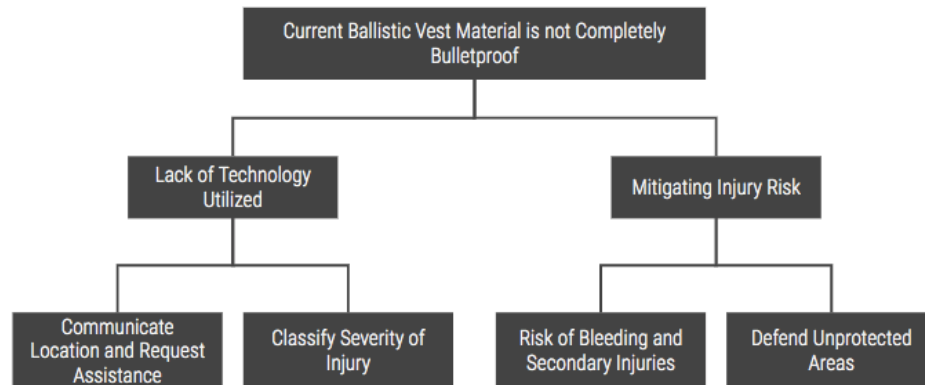 Current Ballistic Vest Material is not Completely
Bulletproof
Lack of Technology
Utilized
Mitigating Injury Risk
Communicate
Location and Request
Assistance
Classify Severity of
Injury
Risk of Bleeding and
Secondary Injuries
Defend Unprotected
Areas